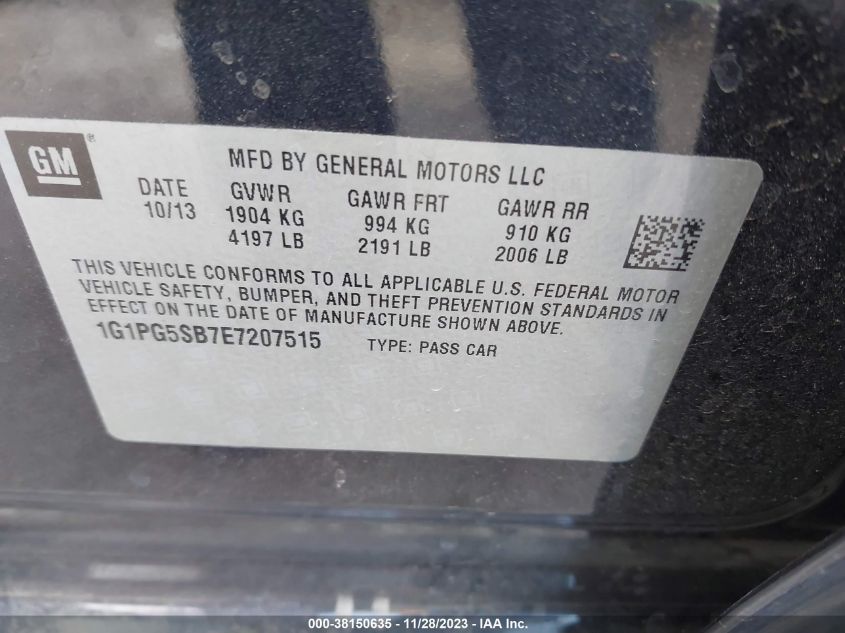 GM ®
MFD BY GENERAL MOTORS LLC
DATE GVWR GAWR FRT GAWR RR
10/13 1904 KG 994 KG 910 KG
4197 LB 2191 LB 2006 LB
THIS VEHICLE CONFORMS TO ALL APPLICABLE U.S. FEDERAL MOTOR
VEHICLE SAFETY, BUMPER, AND THEFT PREVENTION STANDARDS IN
EFFECT ON THE DATE OF MANUFACTURE SHOWN ABOVE.
1G1PG5SB7E7207515 TYPE: PASS CAR
000-38150635 - 11/28/2023 - IAA Inc.